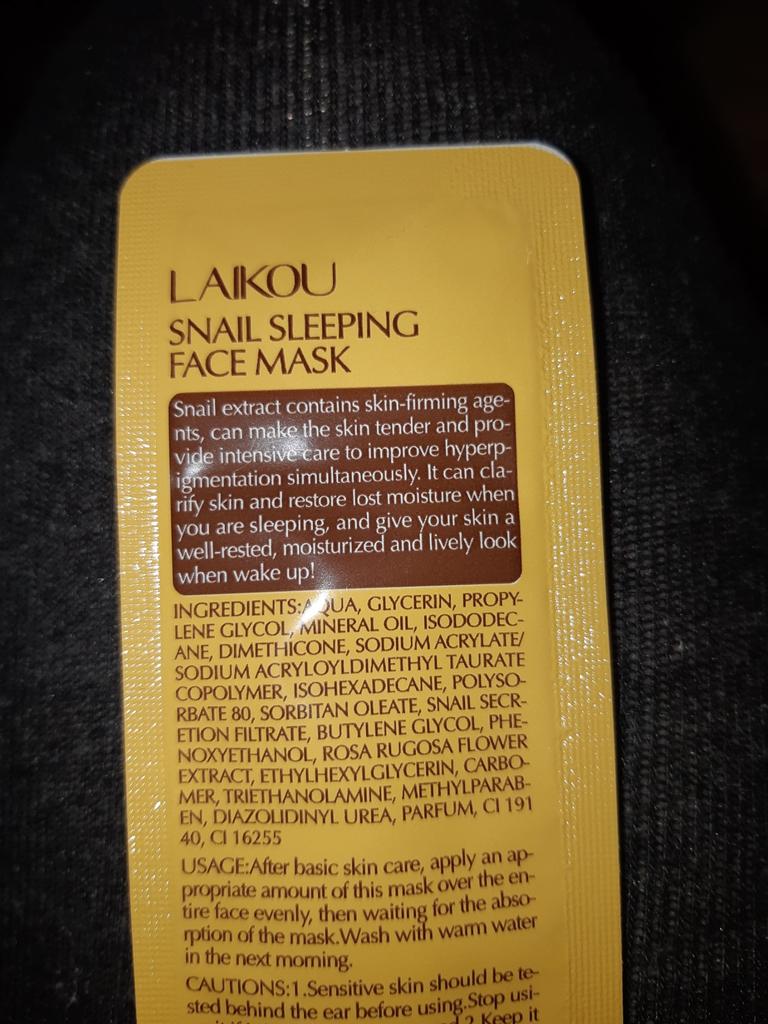 LAIKOU
SNAIL SLEEPING
FACE MASK
Snail extract contains skin-firming age-
nts, can make the skin tender and pro-
vide intensive care to improve hyperp-
igmentation simultaneously. It can cla-
rify skin and restore lost moisture when
you are sleeping, and give your skin a
well-rested, moisturized and lively look
when wake up!
INGREDIENTS:AQUA, GLYCERIN, PROPY-
LENE GLYCOL, MINERAL OIL, ISODODEC-
ANE, DIMETHICONE, SODIUM ACRYLATE/
SODIUM ACRYLOYLDIMETHYL TAURATE
COPOLYMER, ISOHEXADECANE, POLYSO-
RBATE 80, SORBITAN OLEATE, SNAIL SECR-
ETION FILTRATE, BUTYLENE GLYCOL, PHE-
NOXYETHANOL, ROSA RUGOSA FLOWER
EXTRACT, ETHYLHEXYLGLYCERIN, CARBO-
MER, TRIETHANOLAMINE, METHYLPARAB-
EN, DIAZOLIDINYL UREA, PARFUM, CI 191
40, CI 16255
USAGE:After basic skin care, apply an ap-
propriate amount of this mask over the en-
tire face evenly, then waiting for the abso-
rption of the mask.Wash with warm water
in the next morning.
CAUTIONS:1.Sensitive skin should be te-
sted behind the ear before using.Stop usi-
2.Keep it